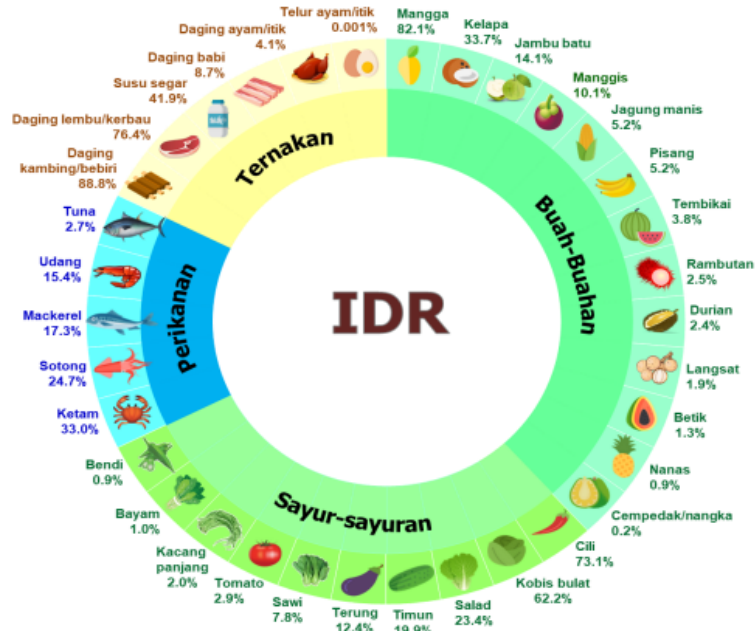 Mangga
82.1%
Kelapa
33.7%
Jambu batu
14.1%
Manggis
10.1%
Jagung manis
5.2%
Pisang
5.2%
Tembikai
3.8%
Rambutan
2.5%
Durian
2.4%
Langsat
1.9%
Betik
1.3%
Nanas
0.9%
Cempedak/nangka
0.2%
Cili
73.1%
Kobis bulat
62.2%
Salad
23.4%
Timun
19.9%
Terung
12.4%
Sawi
7.8%
Tomato
2.9%
Kacang
panjang
2.0%
Bayam
1.0%
Bendi
0.9%
Ketam
33.0%
Sotong
24.7%
Mackerel
17.3%
Udang
15.4%
Tuna
2.7%
Daging
kambing/bebiri
88.8%
Daging lembu/kerbau
76.4%
Susu segar
41.9%
Daging babi
8.7%
Daging ayam/itik
4.1%
Telur ayam/itik
0.001%
Buah-Buahan
Sayur-sayuran
perikanan
Ternakan
IDR